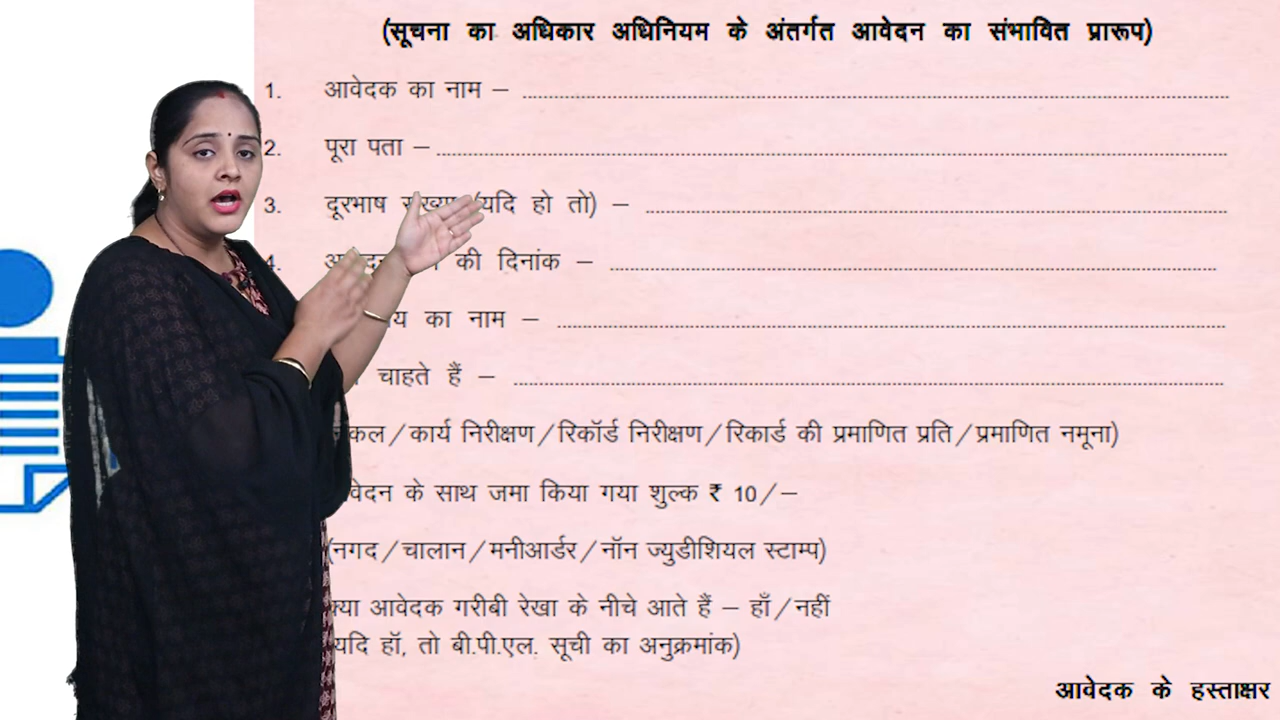 (सूचना का अधिकार अधिनियम के अंतर्गत आवेदन का संभावित प्रारूप)
1. आवेदक का नाम –
2. पूरा पता –
3. दूरभाष (यदि हो तो) –
4. की दिनांक –
का नाम –
चाहते हैं –
/कार्य निरीक्षण/रिकॉर्ड निरीक्षण/रिकार्ड की प्रमाणित प्रति/प्रमाणित नमूना)
के साथ जमा किया गया शुल्क ₹ 10/–
(नगद/चालान/मनीआर्डर/नॉन ज्युडीशियल स्टाम्प)
क्या आवेदक गरीबी रेखा के नीचे आते हैं – हाँ/नहीं
यदि हॉ, तो बी.पी.एल. सूची का अनुक्रमांक)
आवेदक के हस्ताक्षर